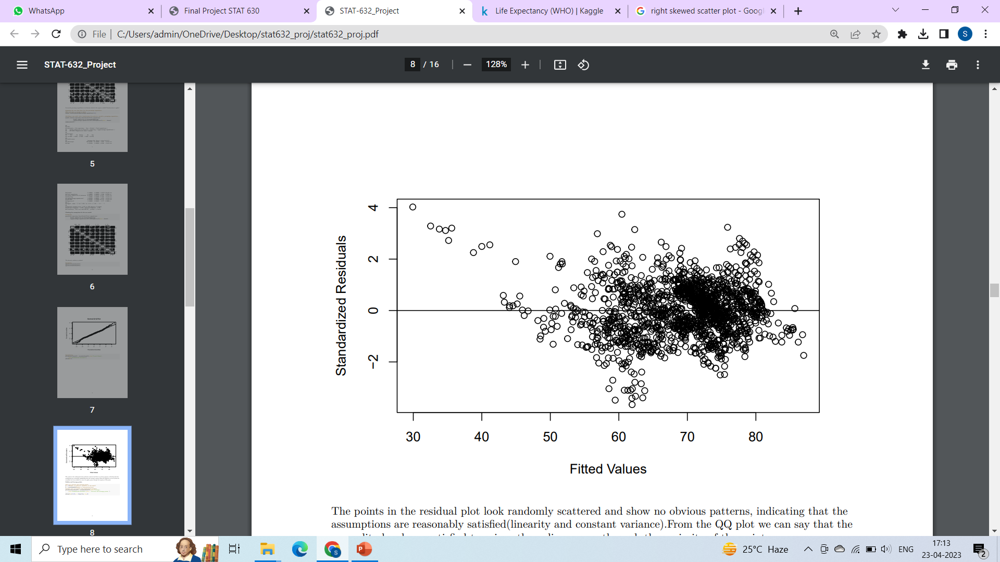 WhatsApp
Final Project STAT 630
STAT-632_Project
Life Expectancy (WHO) | Kaggle
right skewed scatter plot - Goog
File | C:/Users/admin/OneDrive/Desktop/stat632_proj/stat632_proj.pdf
S
STAT-632_Project
8 / 16
128%
5
6
7
8
4
2
0
−2
Standardized Residuals
30 40 50 60 70 80
Fitted Values
The points in the residual plot look randomly scattered and show no obvious patterns, indicating that the
assumptions are reasonably satisfied(linearity and constant variance).From the QQ plot we can say that the
Type here to search
25°C Haze
ENG
17:13
23-04-2023
2